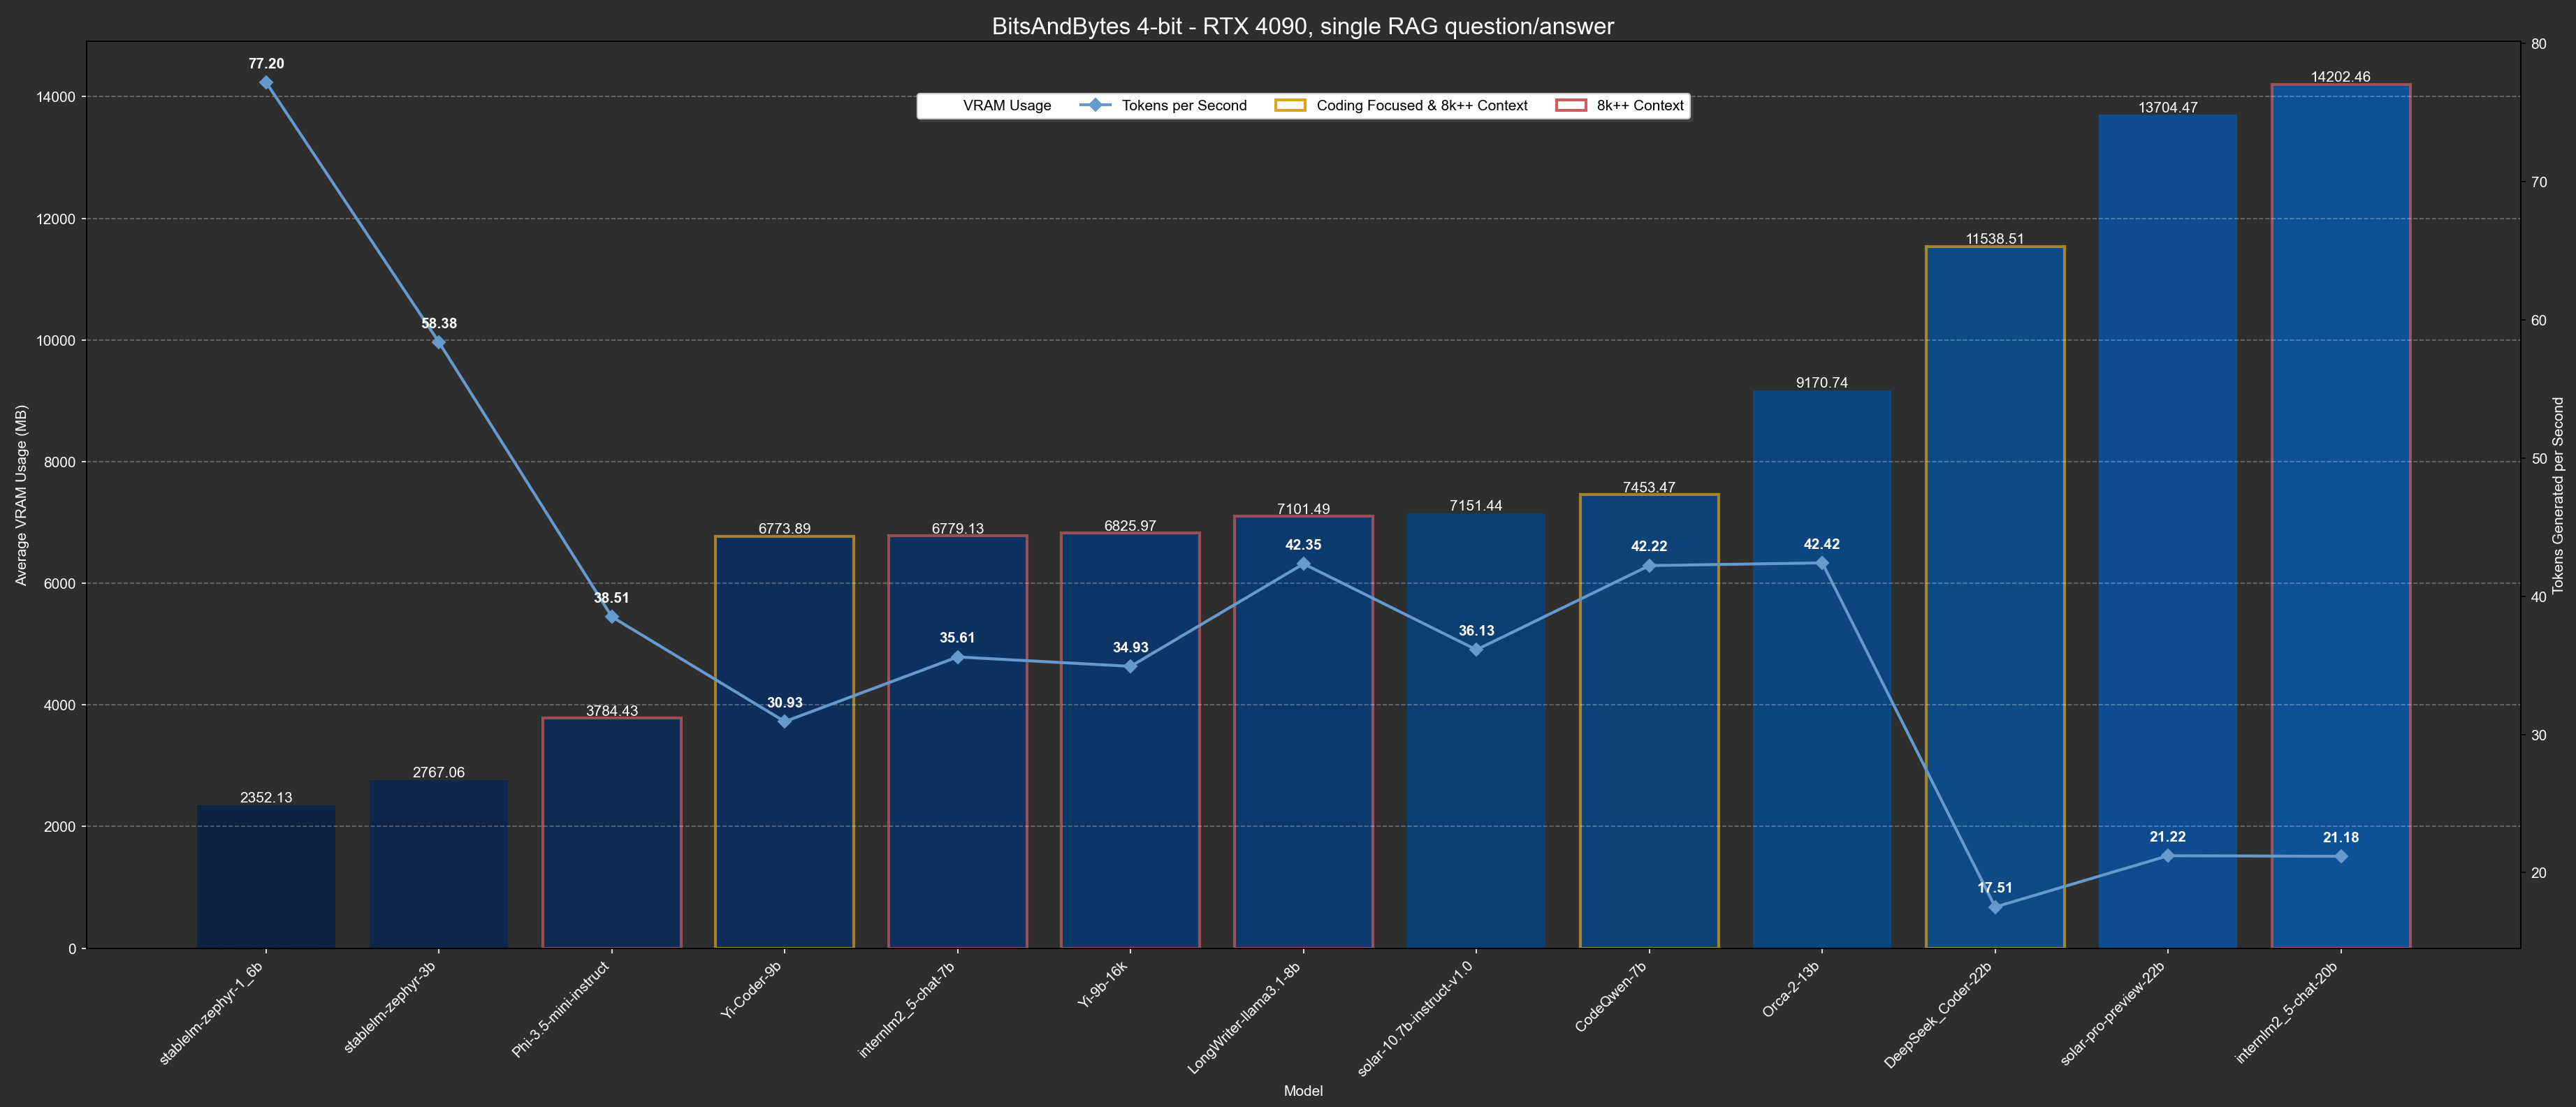 BitsAndBytes 4-bit - RTX 4090, single RAG question/answer
VRAM Usage
Tokens per Second
Coding Focused & 8k++ Context
8k++ Context
Average VRAM Usage (MB)
14000
12000
10000
8000
6000
4000
2000
0
Tokens Generated per Second
80
70
60
50
40
30
20
77.20
58.38
38.51
30.93
35.61
34.93
42.35
36.13
42.22
42.42
17.51
21.22
21.18
2352.13
2767.06
3784.43
6773.89
6779.13
6825.97
7101.49
7151.44
7453.47
9170.74
11538.51
13704.47
14202.46
stablelm-zephyr-1_6b
stablelm-zephyr-3b
Phi-3.5-mini-instruct
Yi-Coder-9b
internlm2_5-chat-7b
Yi-9b-16k
LongWriter-llama3.1-8b
solar-10.7b-instruct-v1.0
CodeQwen-7b
Orca-2-13b
DeepSeek_Coder-22b
solar-pro-preview-22b
internlm2_5-chat-20b
Model